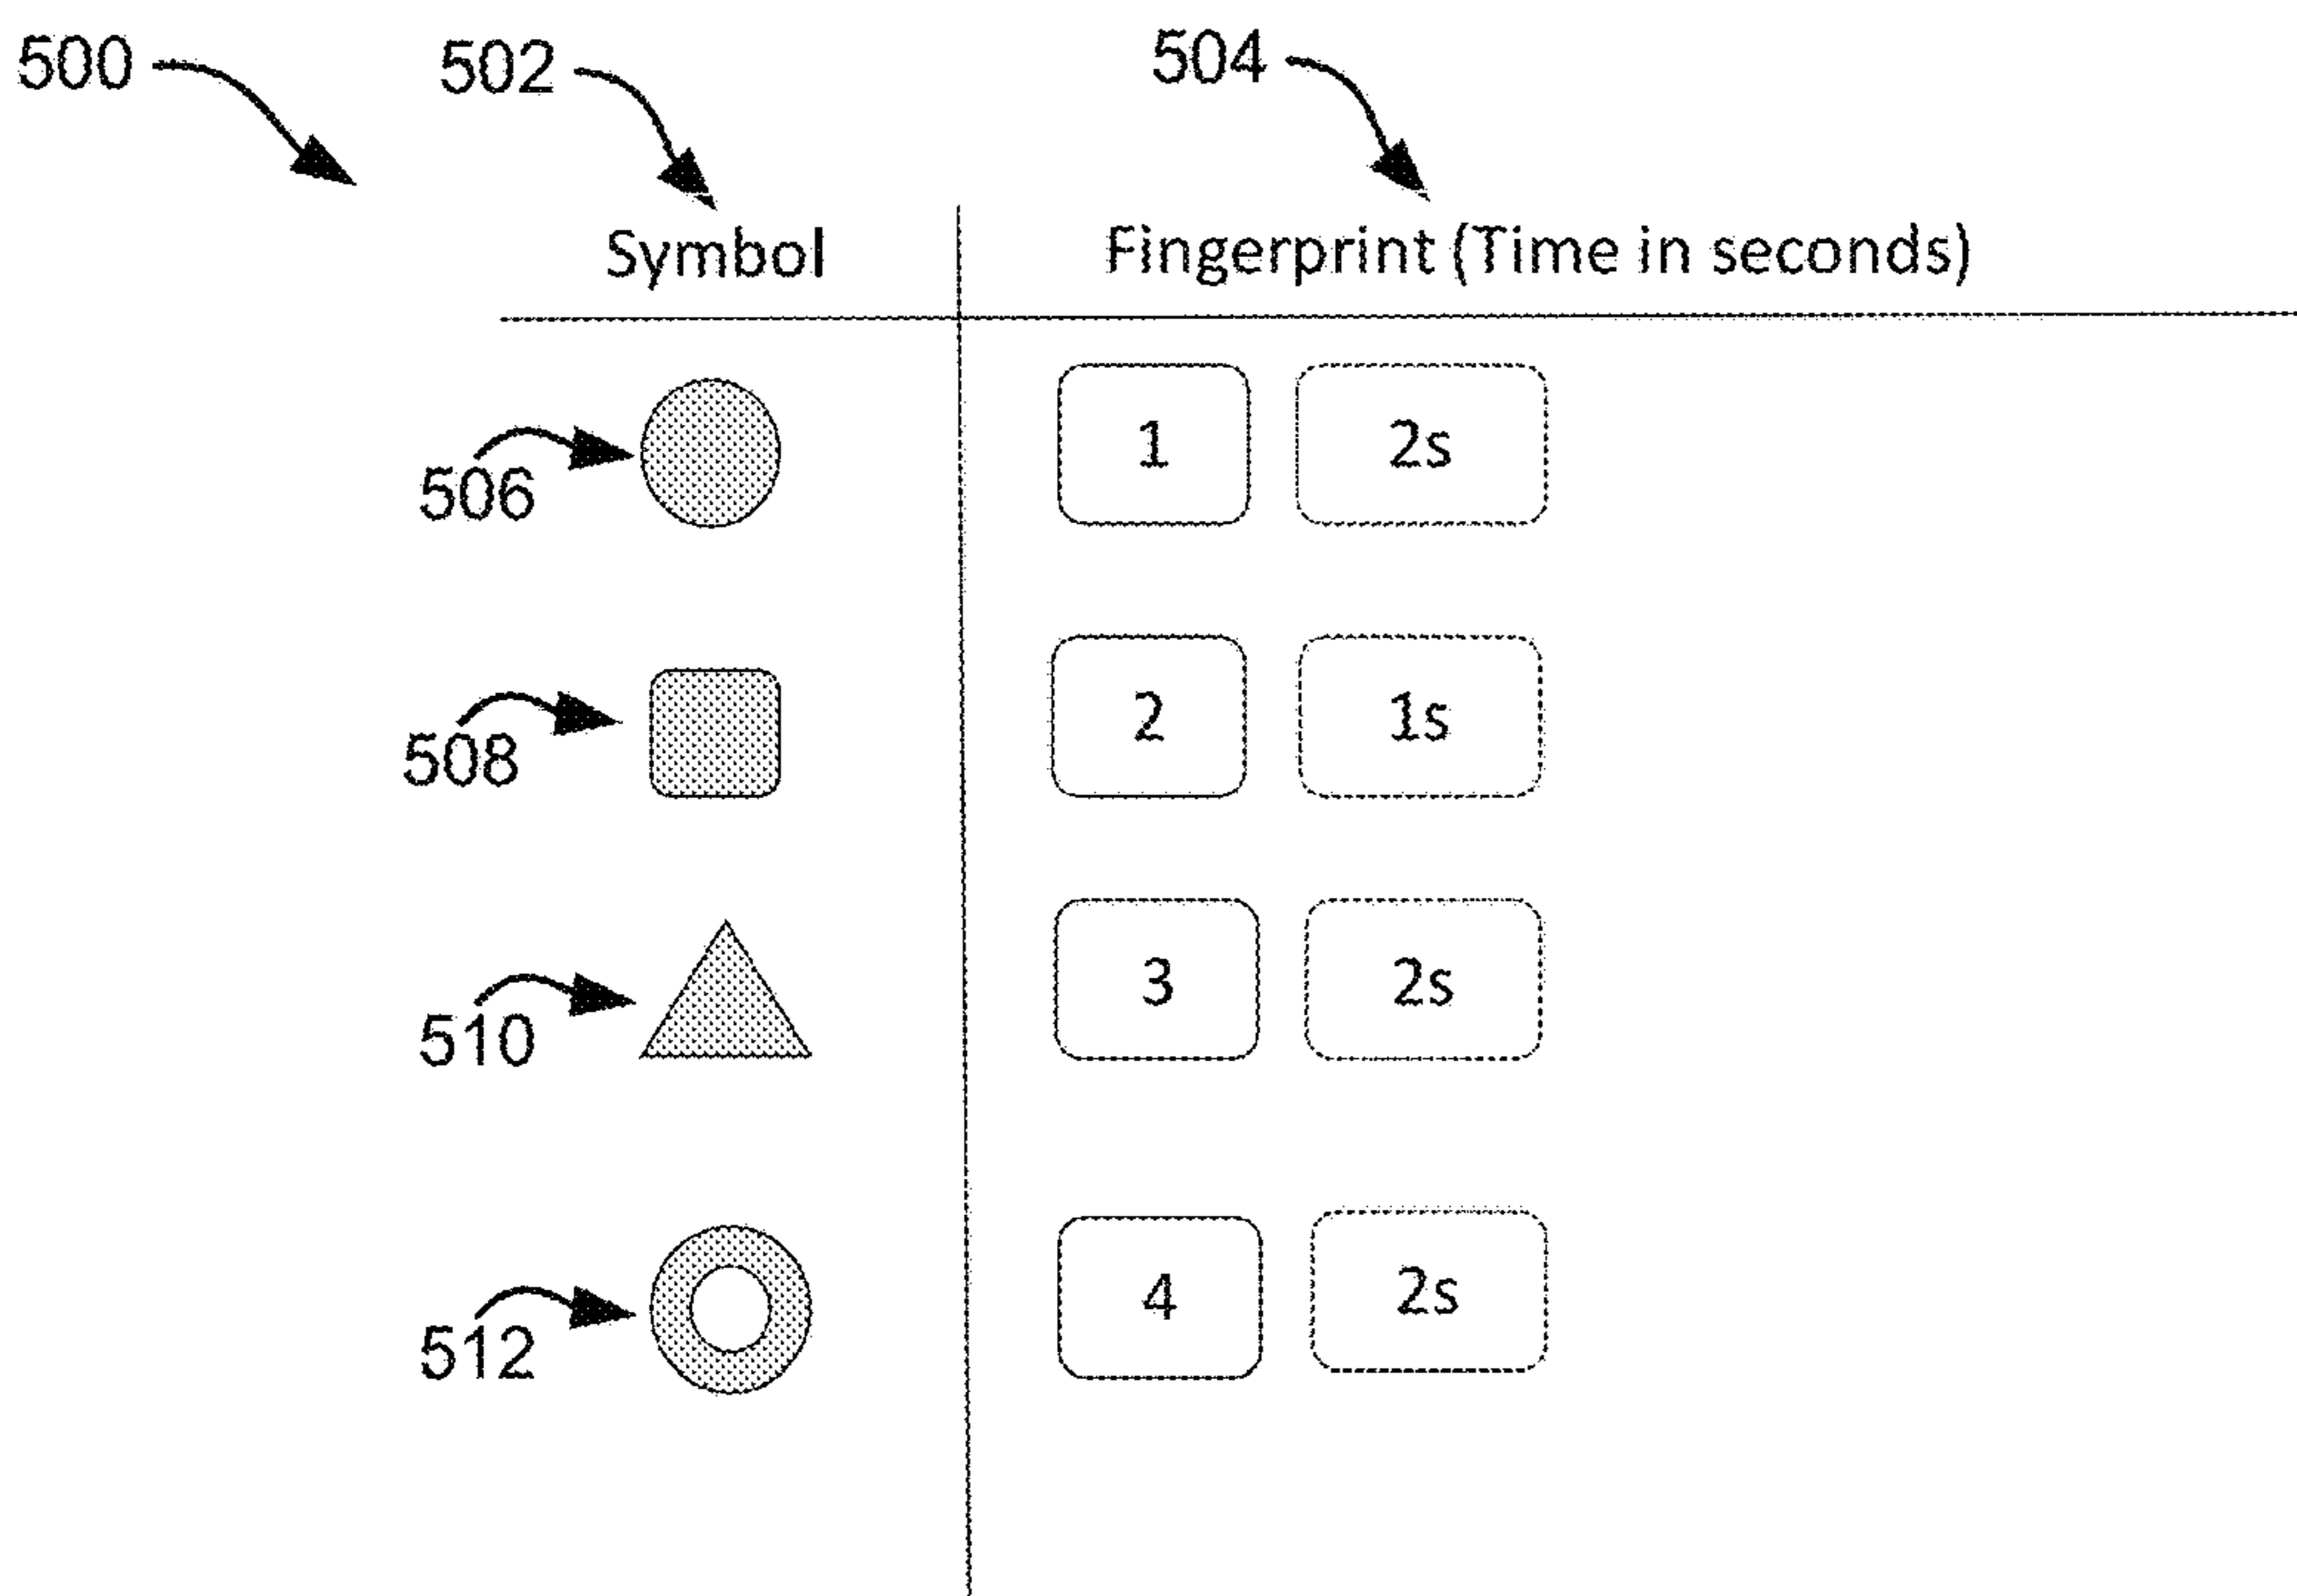 500 502 504
Symbol Fingerprint (Time in seconds)
506 1 2s
508 2 1s
510 3 2s
512 4 2s